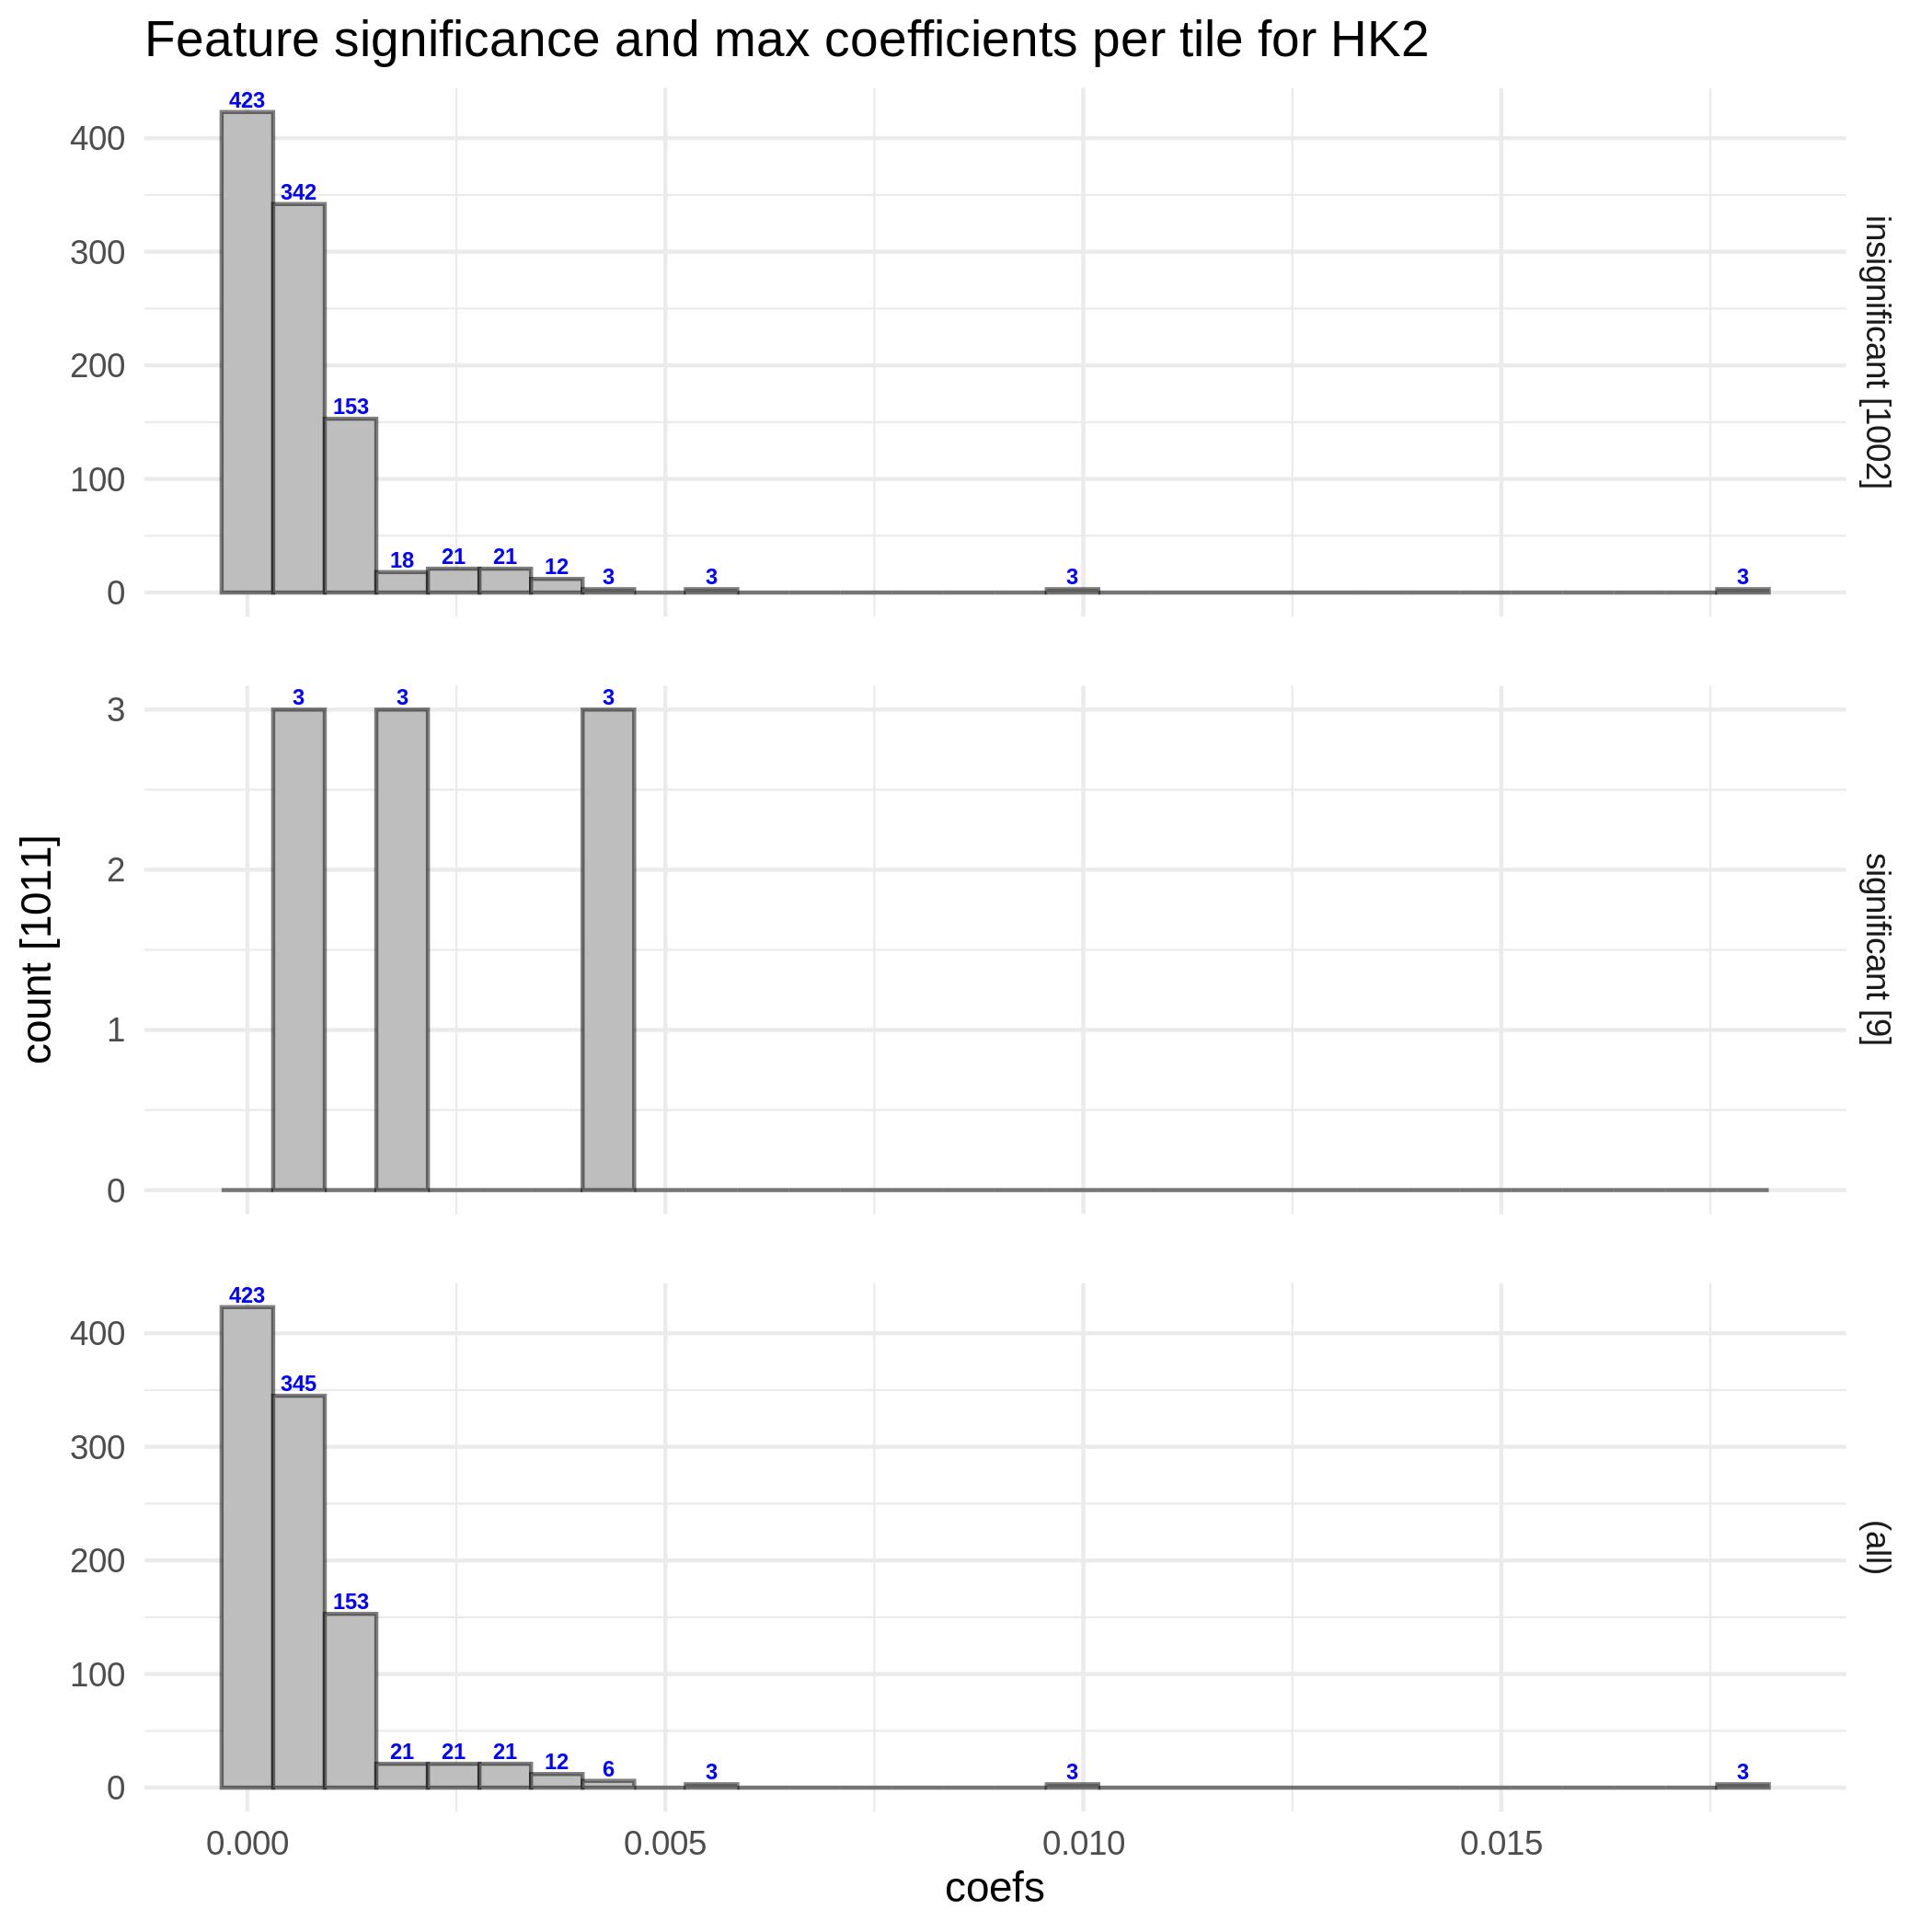 Feature significance and max coefficients per tile for HK2
423
400
342
300
200
153
100
18 21 21 12 3 3 3 3
0
insignificant [1002]
3 3 3
3
2
1
0
significant [9]
count [1011]
423
400
345
300
200
153
100
21 21 21 12 6 3 3 3
0
(all)
0.000 0.005 0.010 0.015
coefs